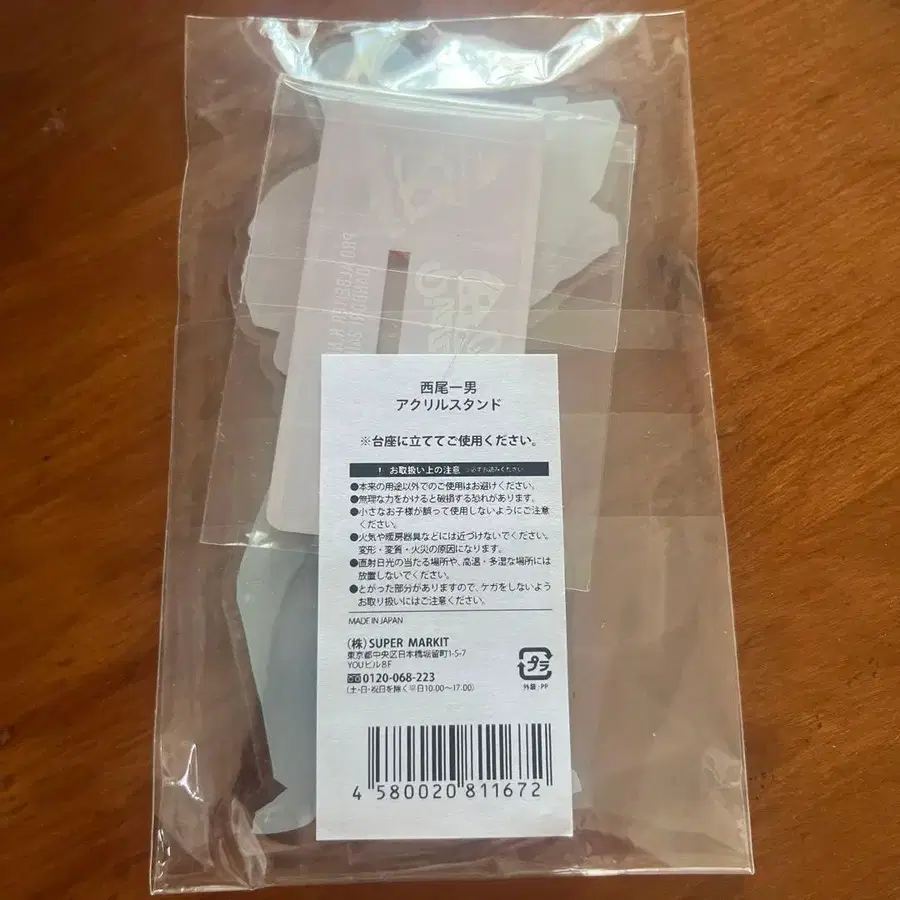 西尾一男
アクリルスタンド
※台座に立ててご使用ください。
! お取扱い上の注意 ※必ずお読みください
●本来の用途以外でのご使用はお避けください。
●無理な力をかけると破損する恐れがあります。
●小さなお子様が誤って使用しないようにご注意
ください。
●火気や暖房器具などには近づけないでください。
変形・変質・火災の原因になります。
●直射日光の当たる場所や、高温・多湿な場所には
放置しないでください。
●とがった部分がありますので、ケガをしないよう
お取り扱いにはご注意ください。
MADE IN JAPAN
(株) SUPER MARKIT
東京都中央区日本橋堀留町1-5-7
YOUビル8F
0120-068-223
(土・日・祝日を除く平日10:00〜17:00)
プラ
外装:PP
4 580020 811672